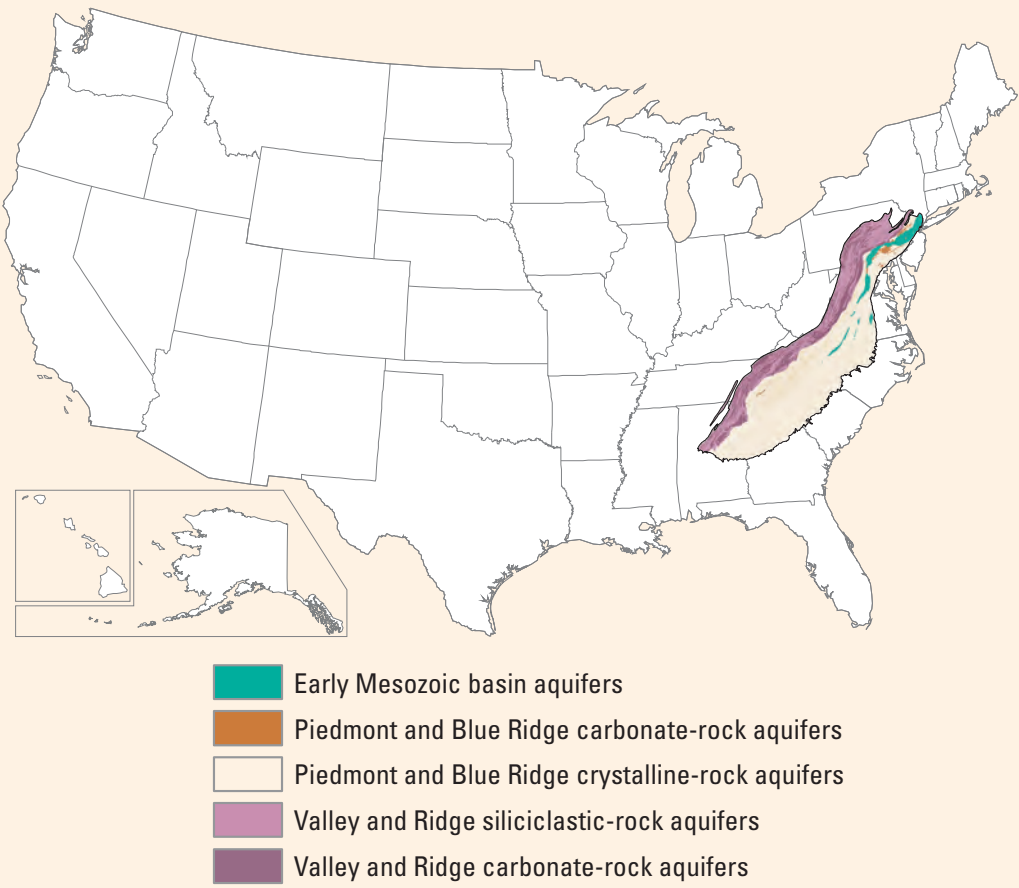 Early Mesozoic basin aquifers
Piedmont and Blue Ridge carbonate-rock aquifers
Piedmont and Blue Ridge crystalline-rock aquifers
Valley and Ridge siliciclastic-rock aquifers
Valley and Ridge carbonate-rock aquifers